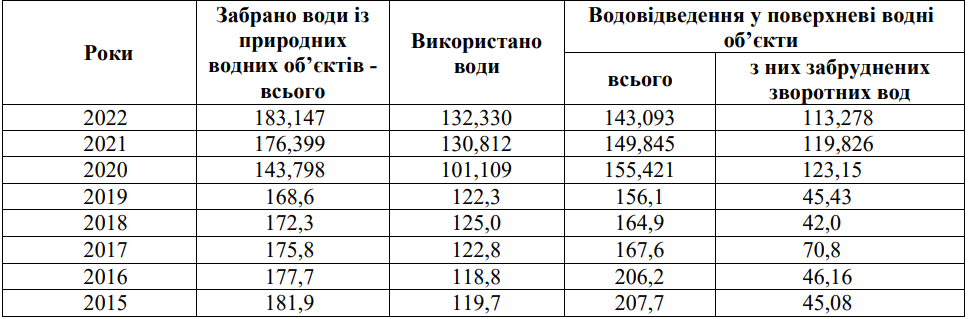 Роки
Забрано води із
природних
водних об’єктів -
всього
Використано
води
Водовідведення у поверхневі водні
об’єкти
всього
з них забруднених
зворотних вод
2022 183,147 132,330 143,093 113,278
2021 176,399 130,812 149,845 119,826
2020 143,798 101,109 155,421 123,15
2019 168,6 122,3 156,1 45,43
2018 172,3 125,0 164,9 42,0
2017 175,8 122,8 167,6 70,8
2016 177,7 118,8 206,2 46,16
2015 181,9 119,7 207,7 45,08